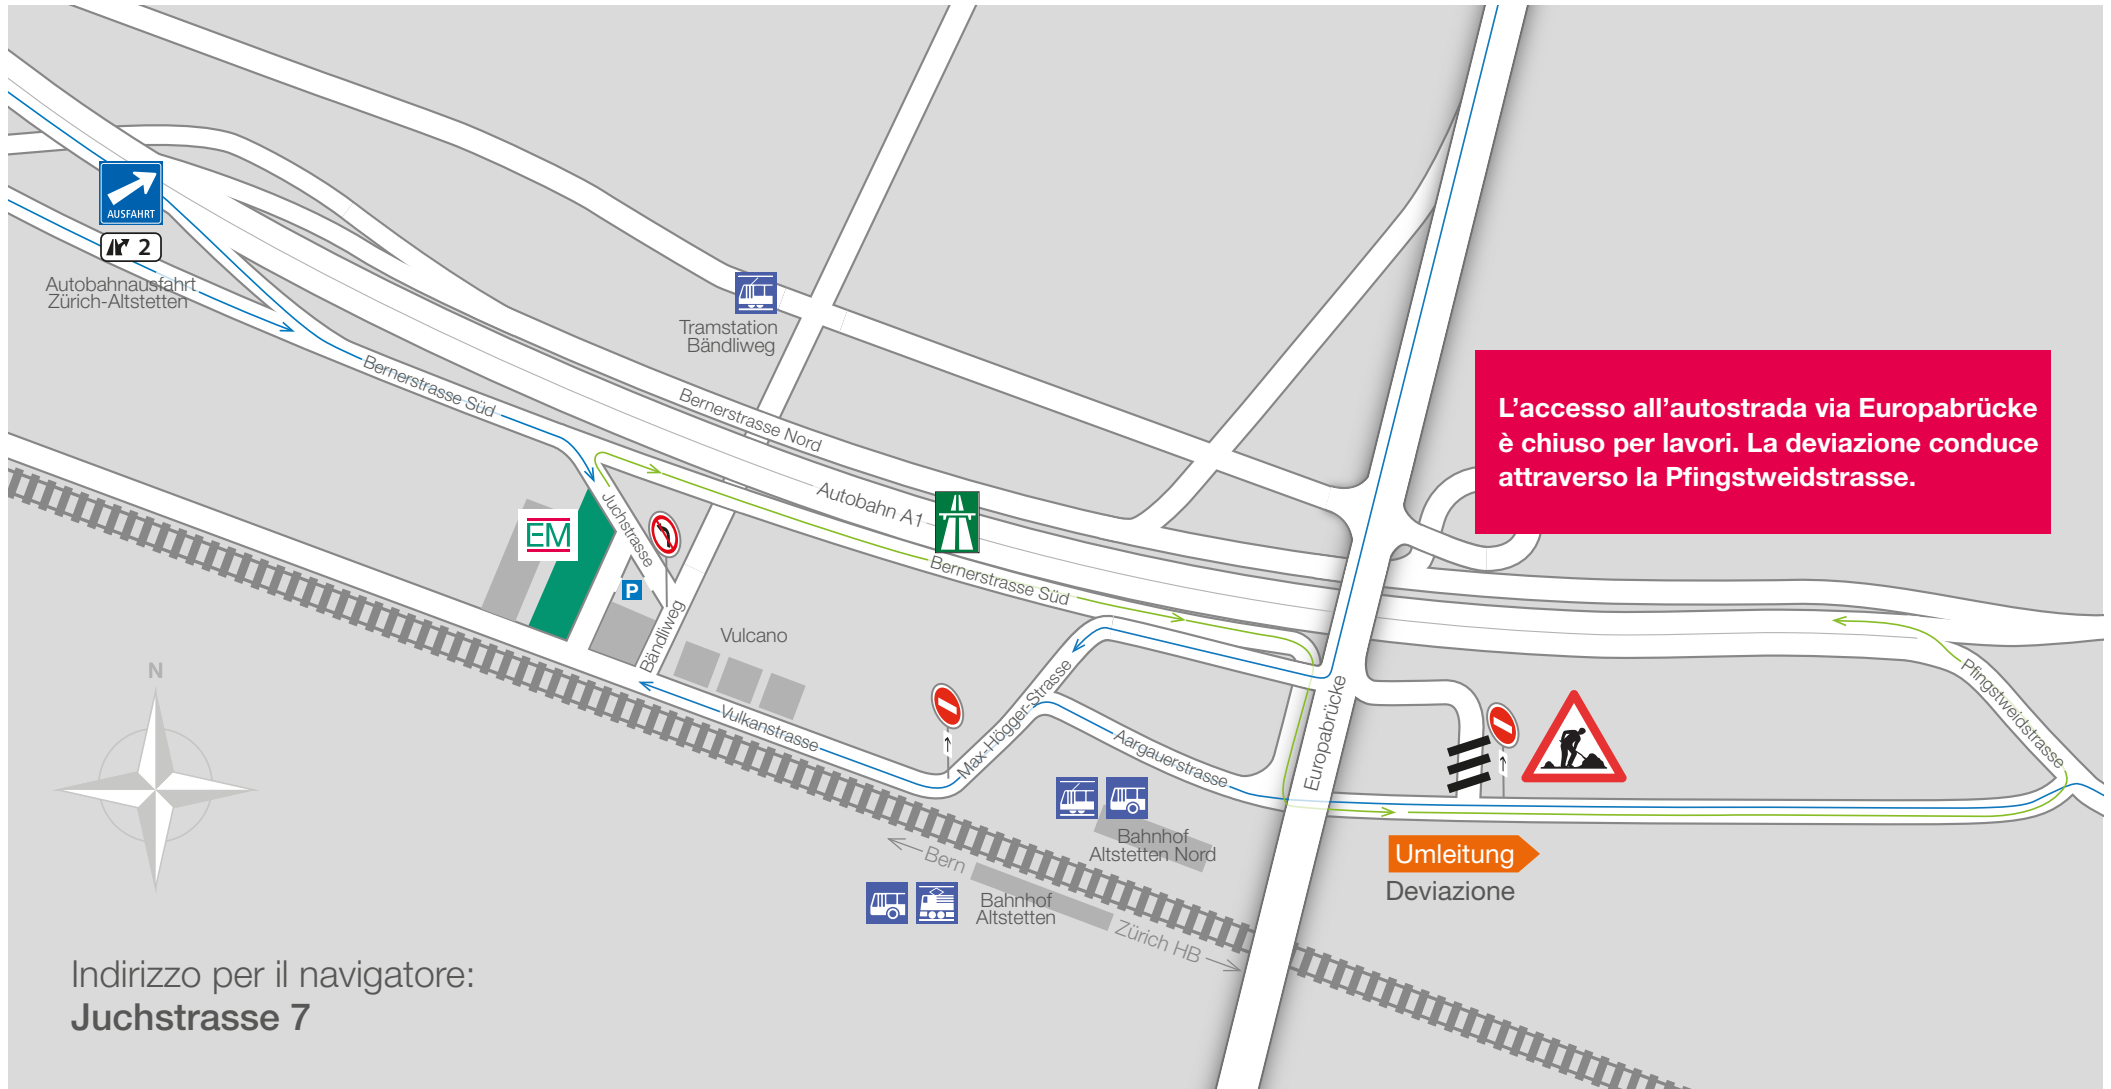 AUSFAHRT
2
Autobahnausfahrt
Zürich-Altstetten
Tramstation
Bändliweg
Bernerstrasse Süd
Bernerstrasse Nord
L’accesso all’autostrada via Europabrücke
è chiuso per lavori. La deviazione conduce
attraverso la Pfingstweidstrasse.
Autobahn A1
EM
Juchstrasse
P
Bernerstrasse Süd
Bändliweg
Vulcano
N
Vulkanstrasse
Max-Högger-Strasse
Aargauerstrasse
Europabrücke
Pfingstweidstrasse
Bahnhof
Altstetten Nord
Bern
Bahnhof
Altstetten
Zürich HB
Umleitung
Deviazione
Indirizzo per il navigatore:
Juchstrasse 7